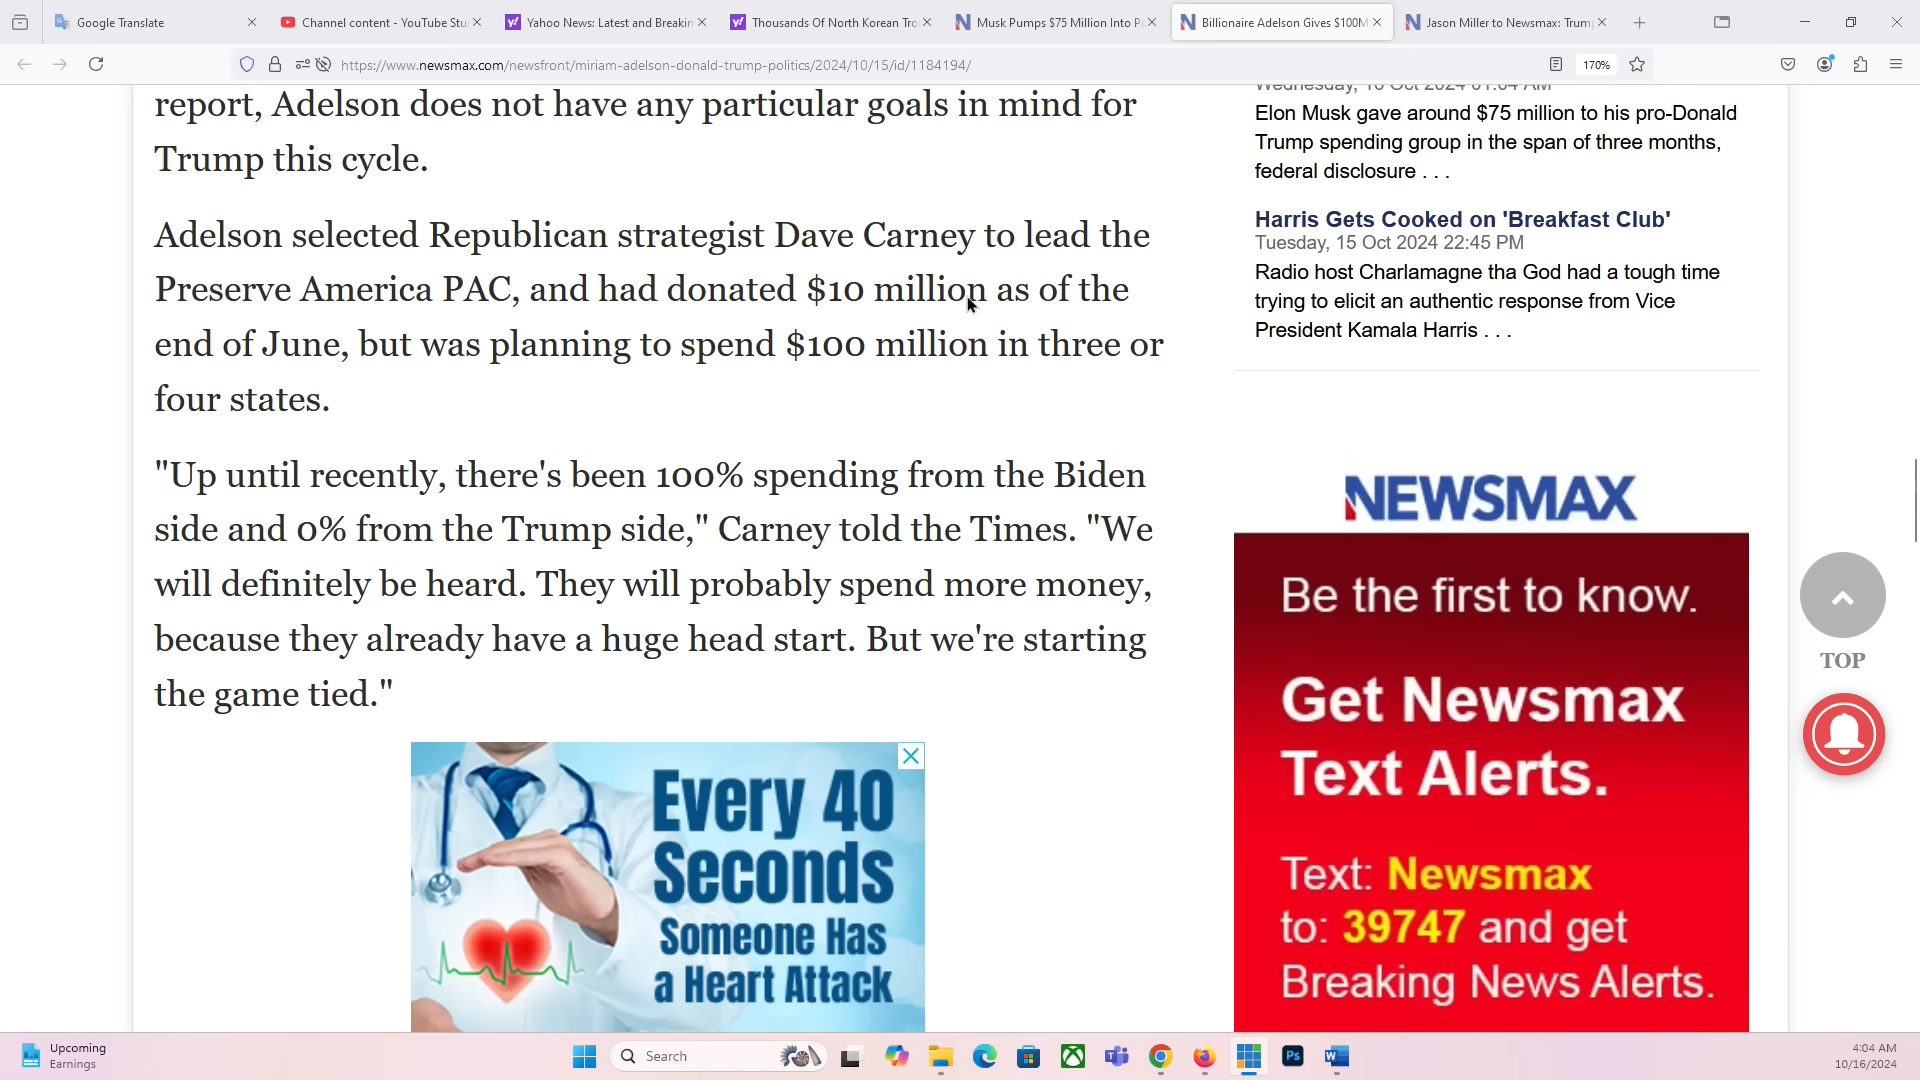 Google Translate
Channel content - YouTube Stu
Yahoo News: Latest and Breakin
Thousands Of North Korean Tro
Musk Pumps $75 Million Into P
Billionaire Adelson Gives $100M
Jason Miller to Newsmax: Trum
https://www.newsmax.com/newsfront/miriam-adelson-donald-trump-politics/2024/10/15/id/1184194/
170%
report, Adelson does not have any particular goals in mind for
Trump this cycle.
Adelson selected Republican strategist Dave Carney to lead the
Preserve America PAC, and had donated $10 million as of the
end of June, but was planning to spend $100 million in three or
four states.
"Up until recently, there's been 100% spending from the Biden
side and 0% from the Trump side," Carney told the Times. "We
will definitely be heard. They will probably spend more money,
because they already have a huge head start. But we're starting
the game tied."
Every 40
Seconds
Someone Has
a Heart Attack
Wednesday, 16 Oct 2024 01:04 AM
Elon Musk gave around $75 million to his pro-Donald
Trump spending group in the span of three months,
federal disclosure . . .
Harris Gets Cooked on 'Breakfast Club'
Tuesday, 15 Oct 2024 22:45 PM
Radio host Charlamagne tha God had a tough time
trying to elicit an authentic response from Vice
President Kamala Harris . . .
NEWSMAX
Be the first to know.
Get Newsmax
Text Alerts.
Text: Newsmax
to: 39747 and get
Breaking News Alerts.
TOP
Upcoming
Earnings
Search
Ps
4:04 AM
10/16/2024